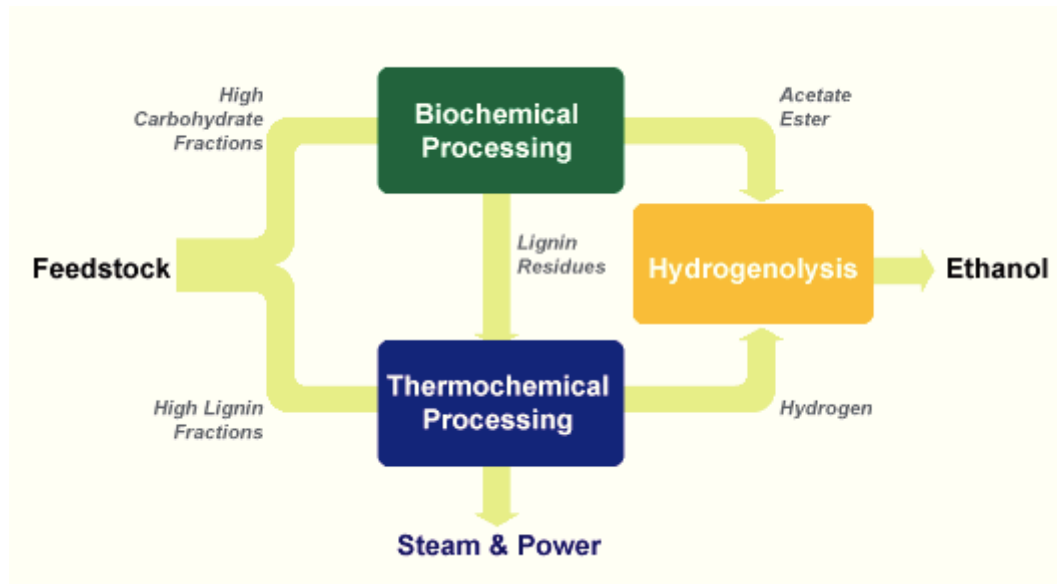 High
Carbohydrate
Fractions
Biochemical
Processing
Acetate
Ester
Feedstock
Lignin
Residues
Hydrogenolysis
Ethanol
High Lignin
Fractions
Thermochemical
Processing
Hydrogen
Steam & Power